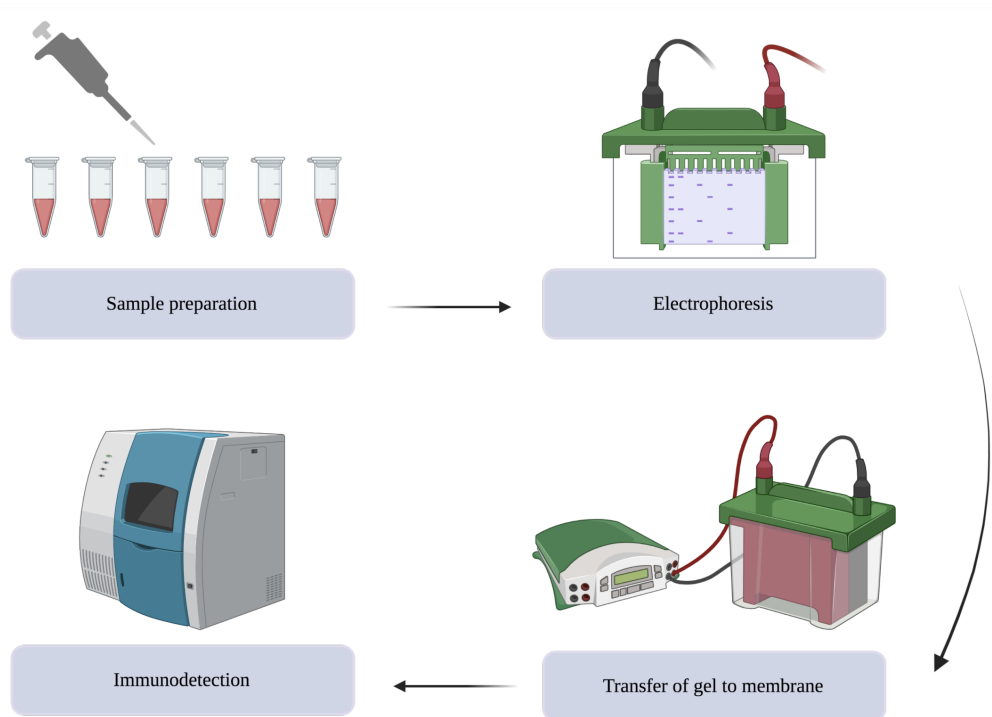 Sample preparation
Electrophoresis
Transfer of gel to membrane
Immunodetection